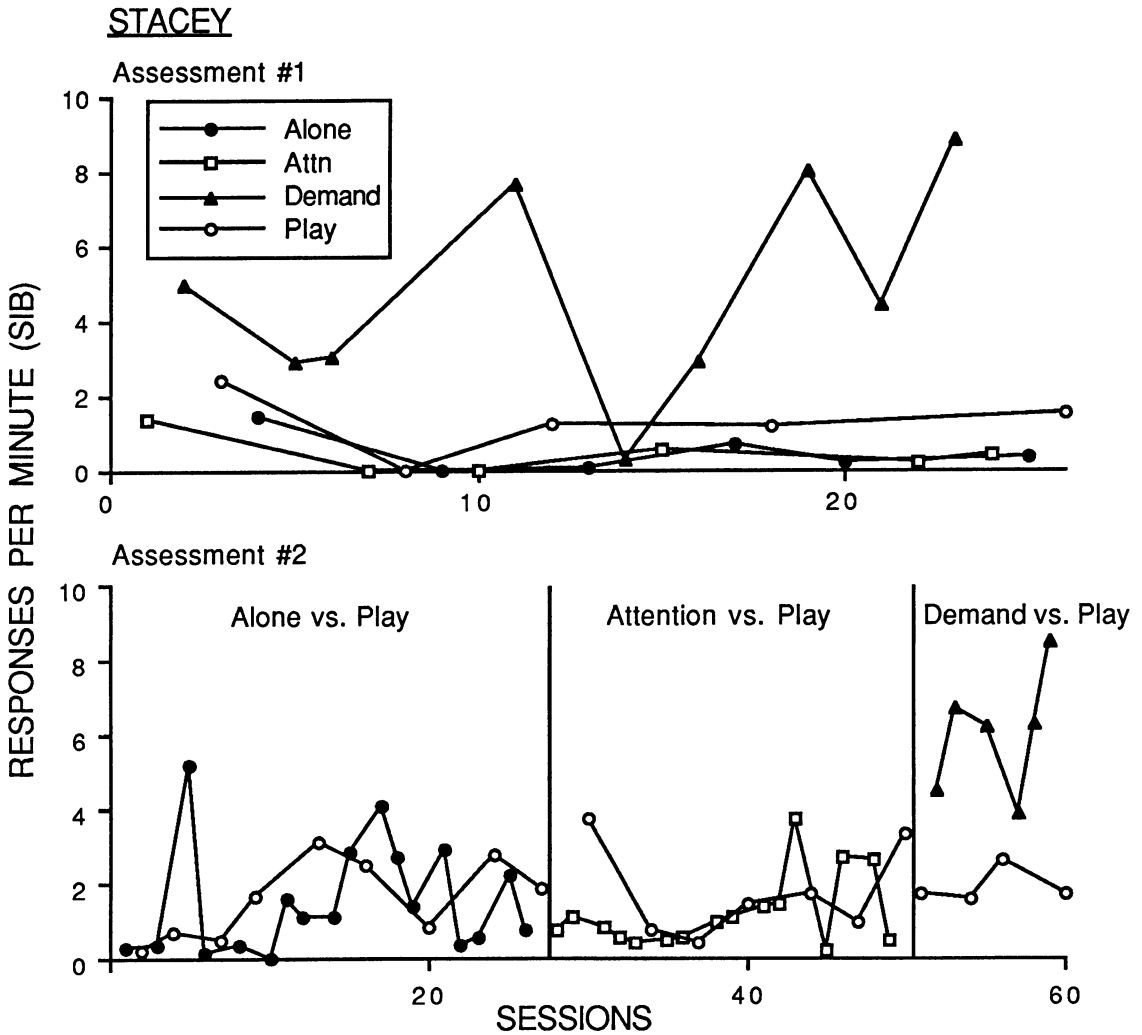 STACEY
Assessment #1
10
8
6
4
2
0
Alone
Attn
Demand
Play
0
10
20
RESPONSES PER MINUTE (SIB)
Assessment #2
10
8
6
4
2
0
Alone vs. Play
Attention vs. Play
Demand vs. Play
20
40
60
SESSIONS